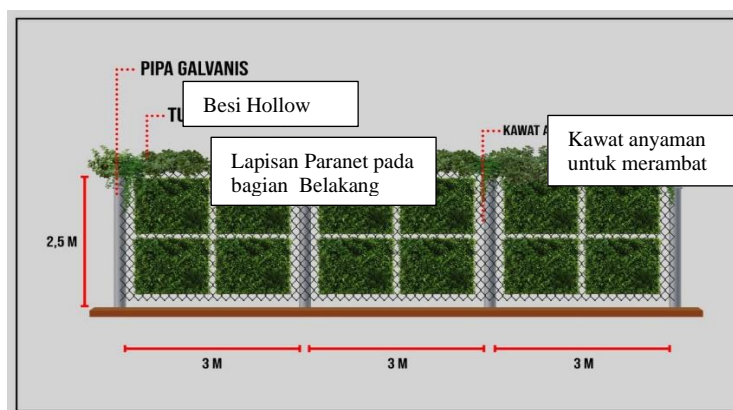 PIPA GALVANIS
Besi Hollow
Lapisan Paranet pada
bagian Belakang
KAWAT
Kawat anyaman
untuk merambat
2,5 M
3 M
3 M
3 M